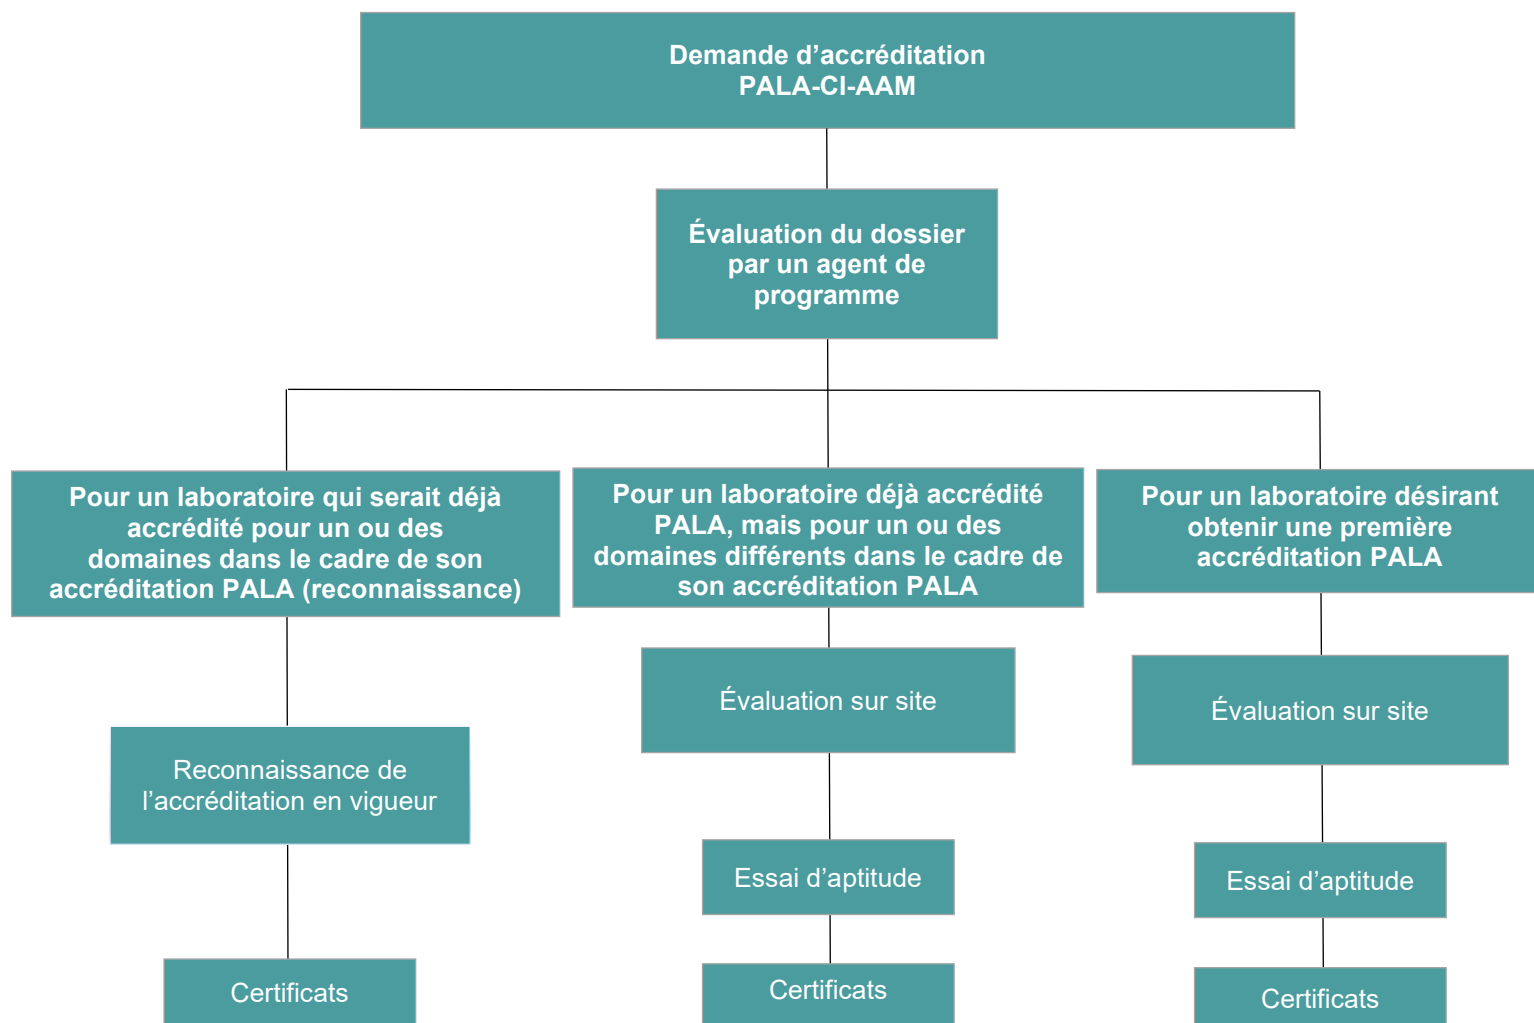 Demande d’accréditation
PALA-CI-AAM
Évaluation du dossier
par un agent de
programme
Pour un laboratoire qui serait déjà
accrédité pour un ou des
domaines dans le cadre de son
accréditation PALA (reconnaissance)
Pour un laboratoire déjà accrédité
PALA, mais pour un ou des
domaines différents dans le cadre de
son accréditation PALA
Pour un laboratoire désirant
obtenir une première
accréditation PALA
Reconnaissance de
l’accréditation en vigueur
Certificats
Évaluation sur site
Essai d’aptitude
Certificats
Évaluation sur site
Essai d’aptitude
Certificats